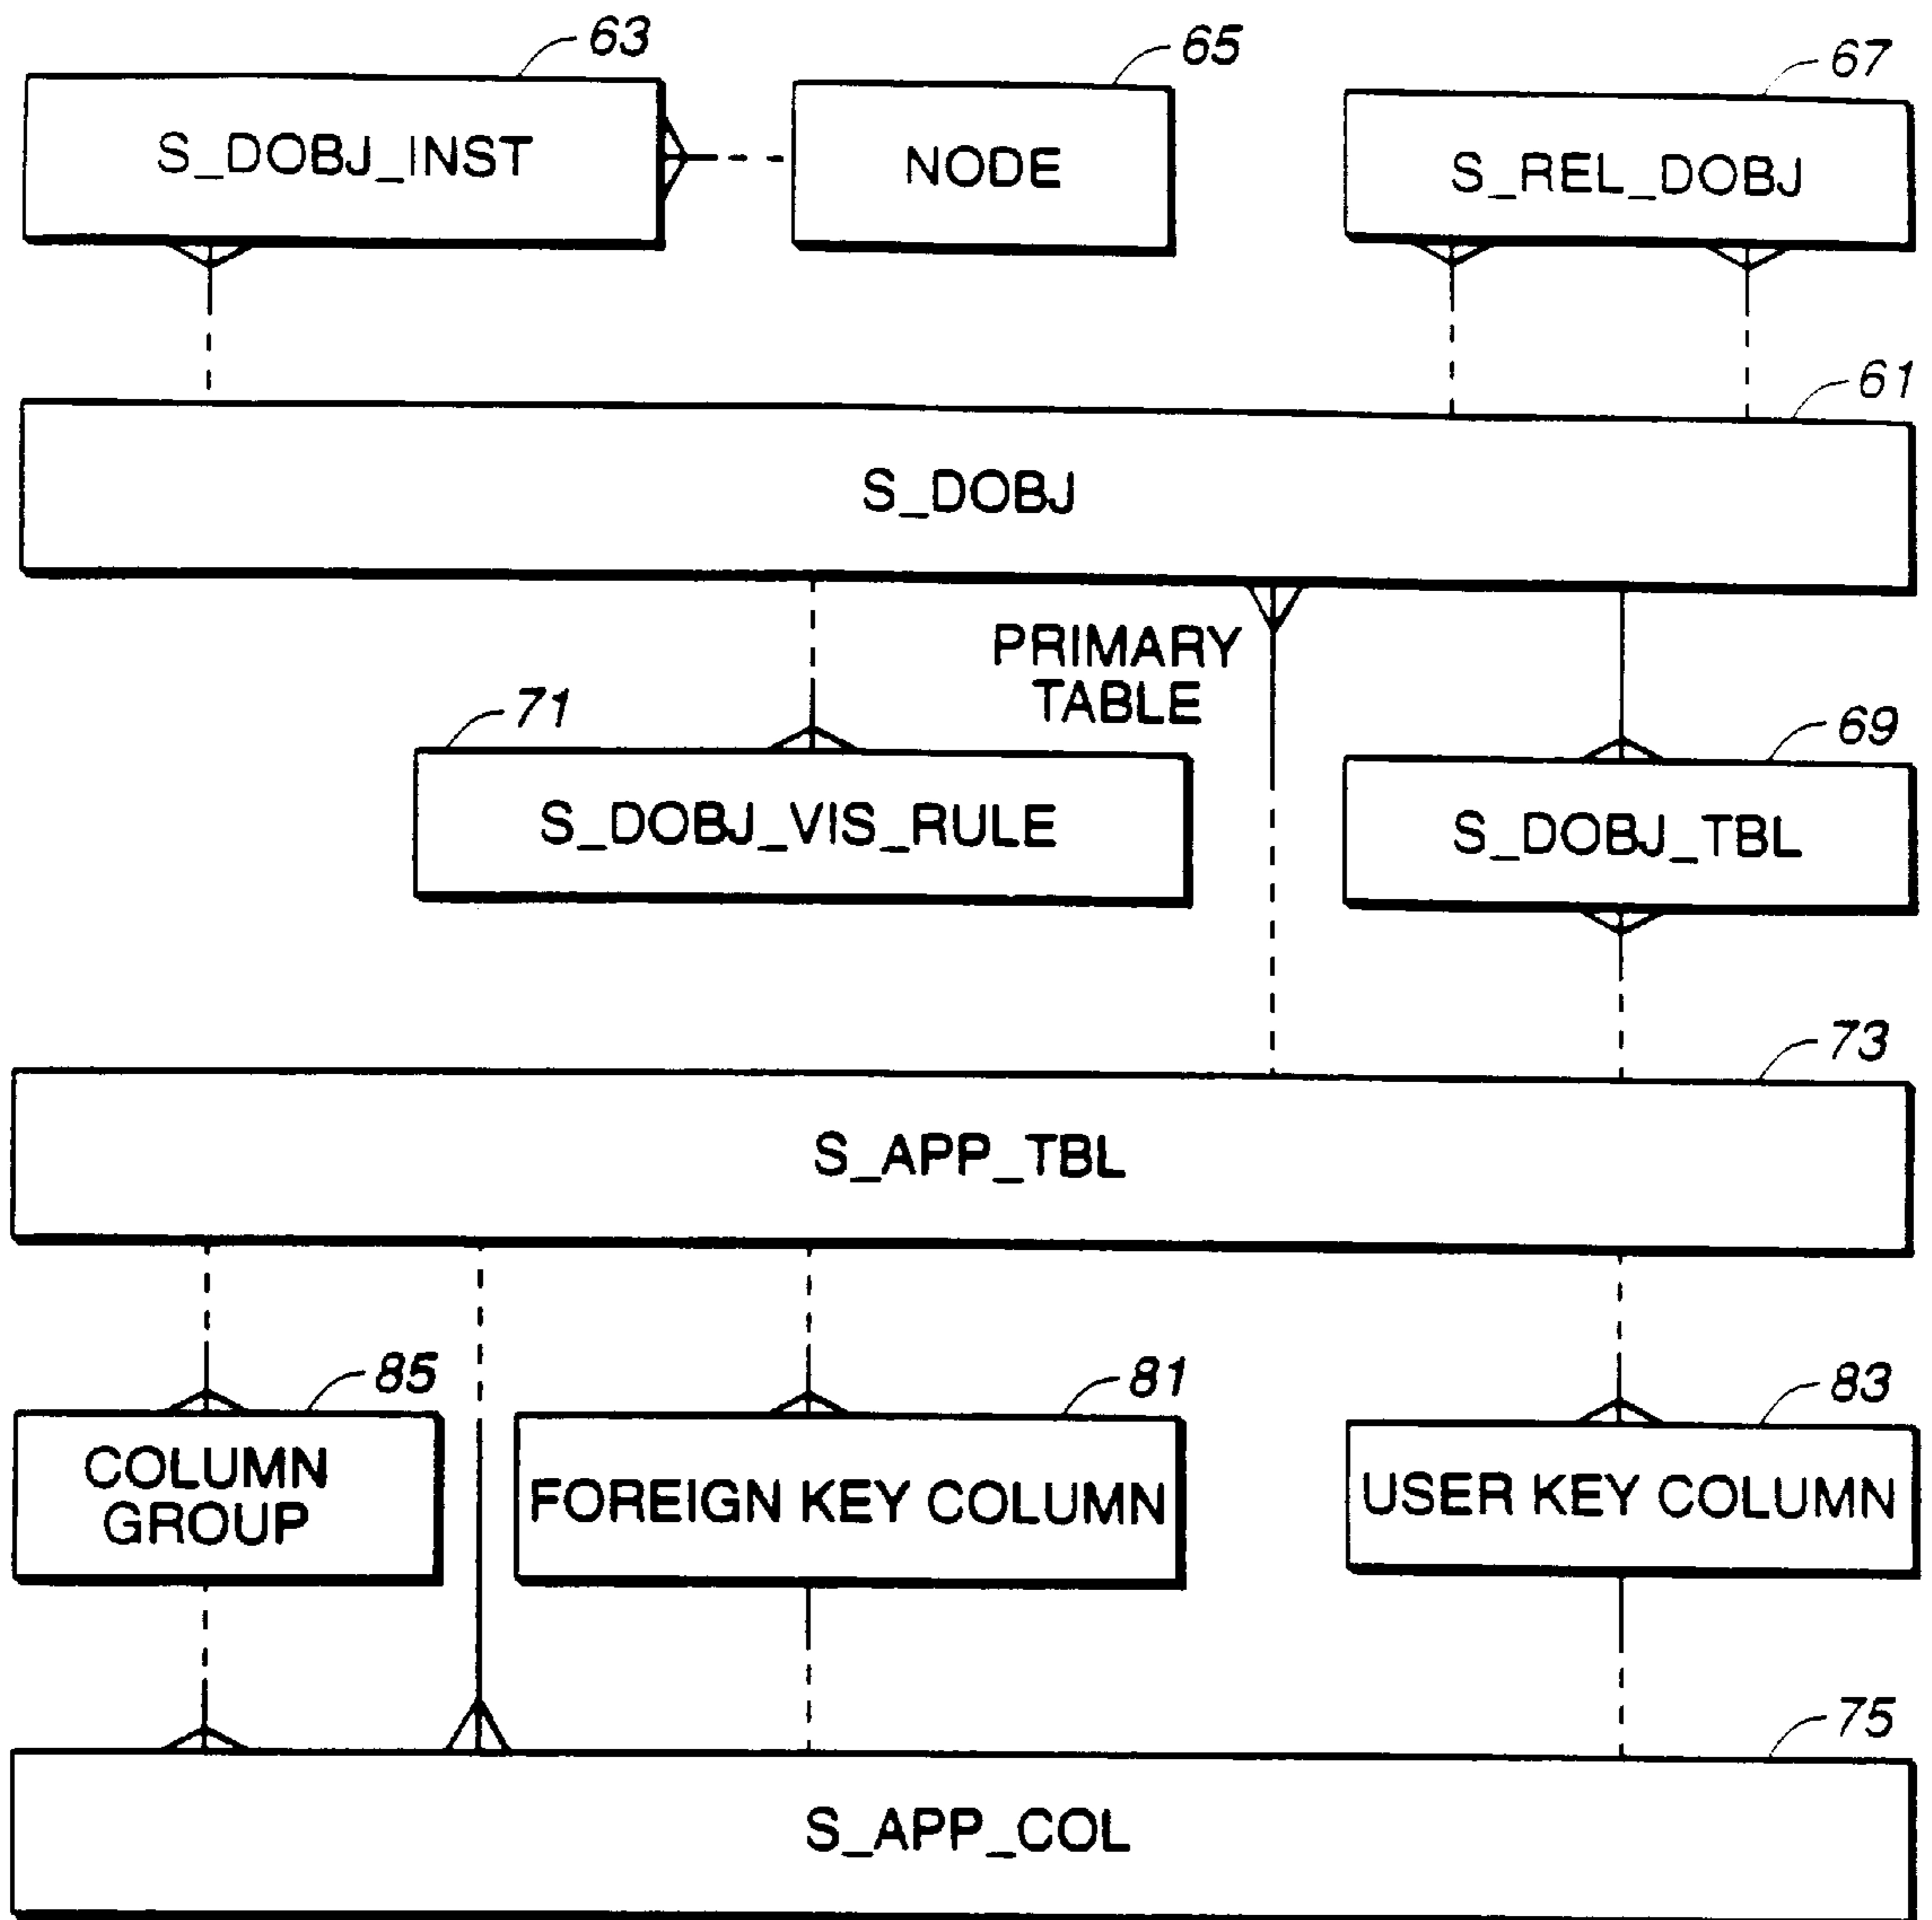 63
65
67
S_DOBJ_INST
NODE
S_REL_DOBJ
61
S_DOBJ
PRIMARY
TABLE
71
69
S_DOBJ_VIS_RULE
S_DOBJ_TBL
73
S_APP_TBL
85
81
83
COLUMN
GROUP
FOREIGN KEY COLUMN
USER KEY COLUMN
75
S_APP_COL